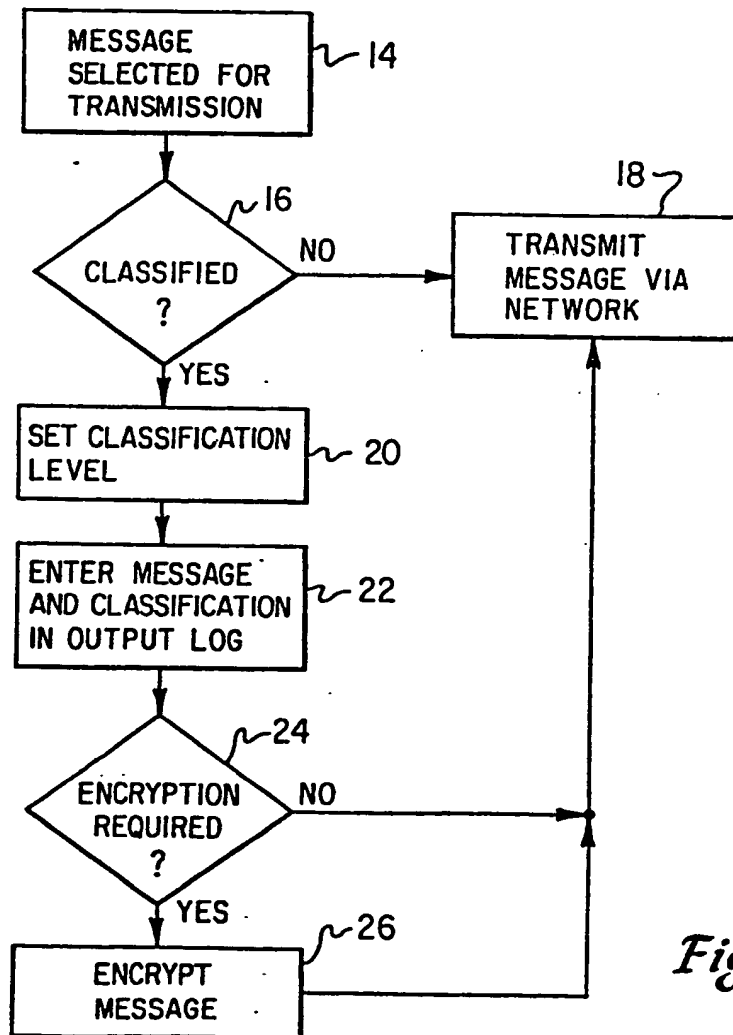 MESSAGE
SELECTED FOR
TRANSMISSION
14
16
CLASSIFIED
?
NO
18
TRANSMIT
MESSAGE VIA
NETWORK
YES
SET CLASSIFICATION
LEVEL
20
ENTER MESSAGE
AND CLASSIFICATION
IN OUTPUT LOG
22
24
ENCRYPTION
REQUIRED
?
NO
YES
26
ENCRYPT
MESSAGE
Fig